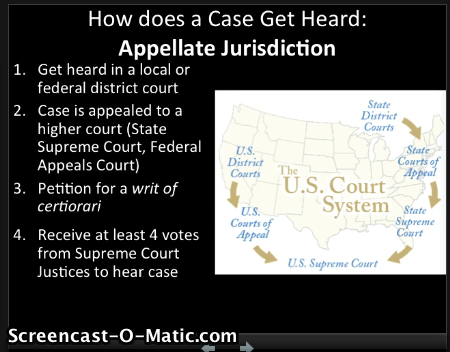 How does a Case Get Heard:
Appellate Jurisdiction
1. Get heard in a local or
federal district court
2. Case is appealed to a
higher court (State
Supreme Court, Federal
Appeals Court)
3. Petition for a writ of
certiorari
4. Receive at least 4 votes
from Supreme Court
Justices to hear case
State
District
Courts
U.S.
District
Courts
The
U.S. Court
System
State
Courts of
Appeal
U.S.
Courts of
Appeal
State
Supreme
Court
U.S. Supreme Court
Screencast-O-Matic.com